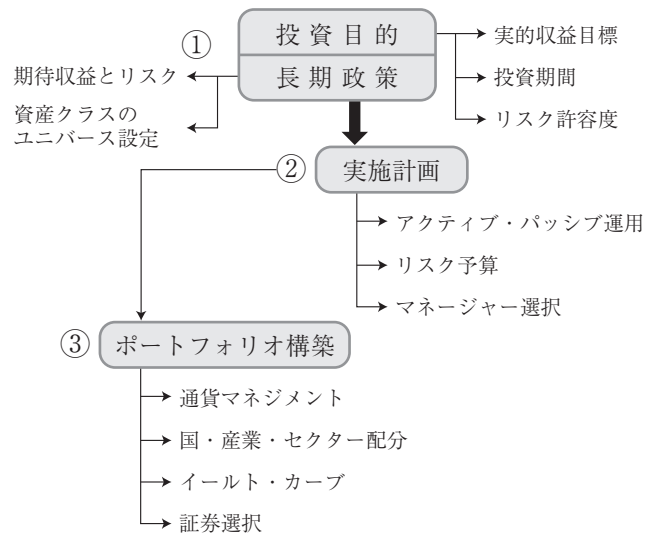 ①
投資目的
長期政策
実的収益目標
投資期間
リスク許容度
期待収益とリスク
資産クラスの
ユニバース設定
②
実施計画
アクティブ・パッシブ運用
リスク予算
マネージャー選択
③
ポートフォリオ構築
通貨マネジメント
国・産業・セクター配分
イールト・カーブ
証券選択